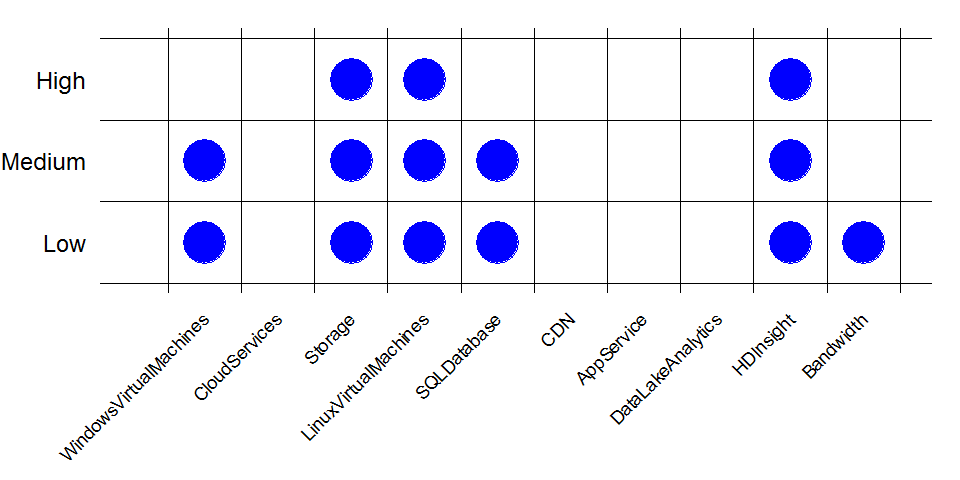 High
Medium
Low
WindowsVirtualMachines
CloudServices
Storage
LinuxVirtualMachines
SQLDatabase
CDN
AppService
DataLakeAnalytics
HDInsight
Bandwidth